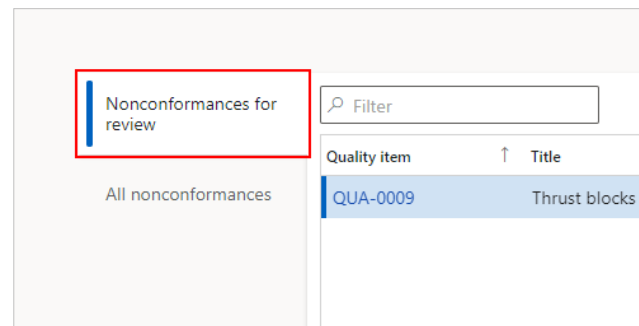 Nonconformances for
review
Filter
Quality item ↑ Title
All nonconformances
QUA-0009 Thrust blocks